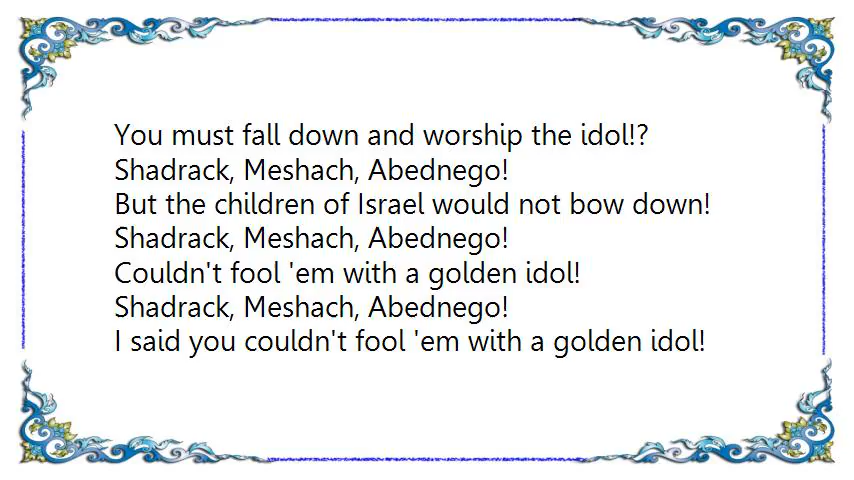 You must fall down and worship the idol!?
Shadrack, Meshach, Abednego!
But the children of Israel would not bow down!
Shadrack, Meshach, Abednego!
Couldn't fool 'em with a golden idol!
Shadrack, Meshach, Abednego!
I said you couldn't fool 'em with a golden idol!